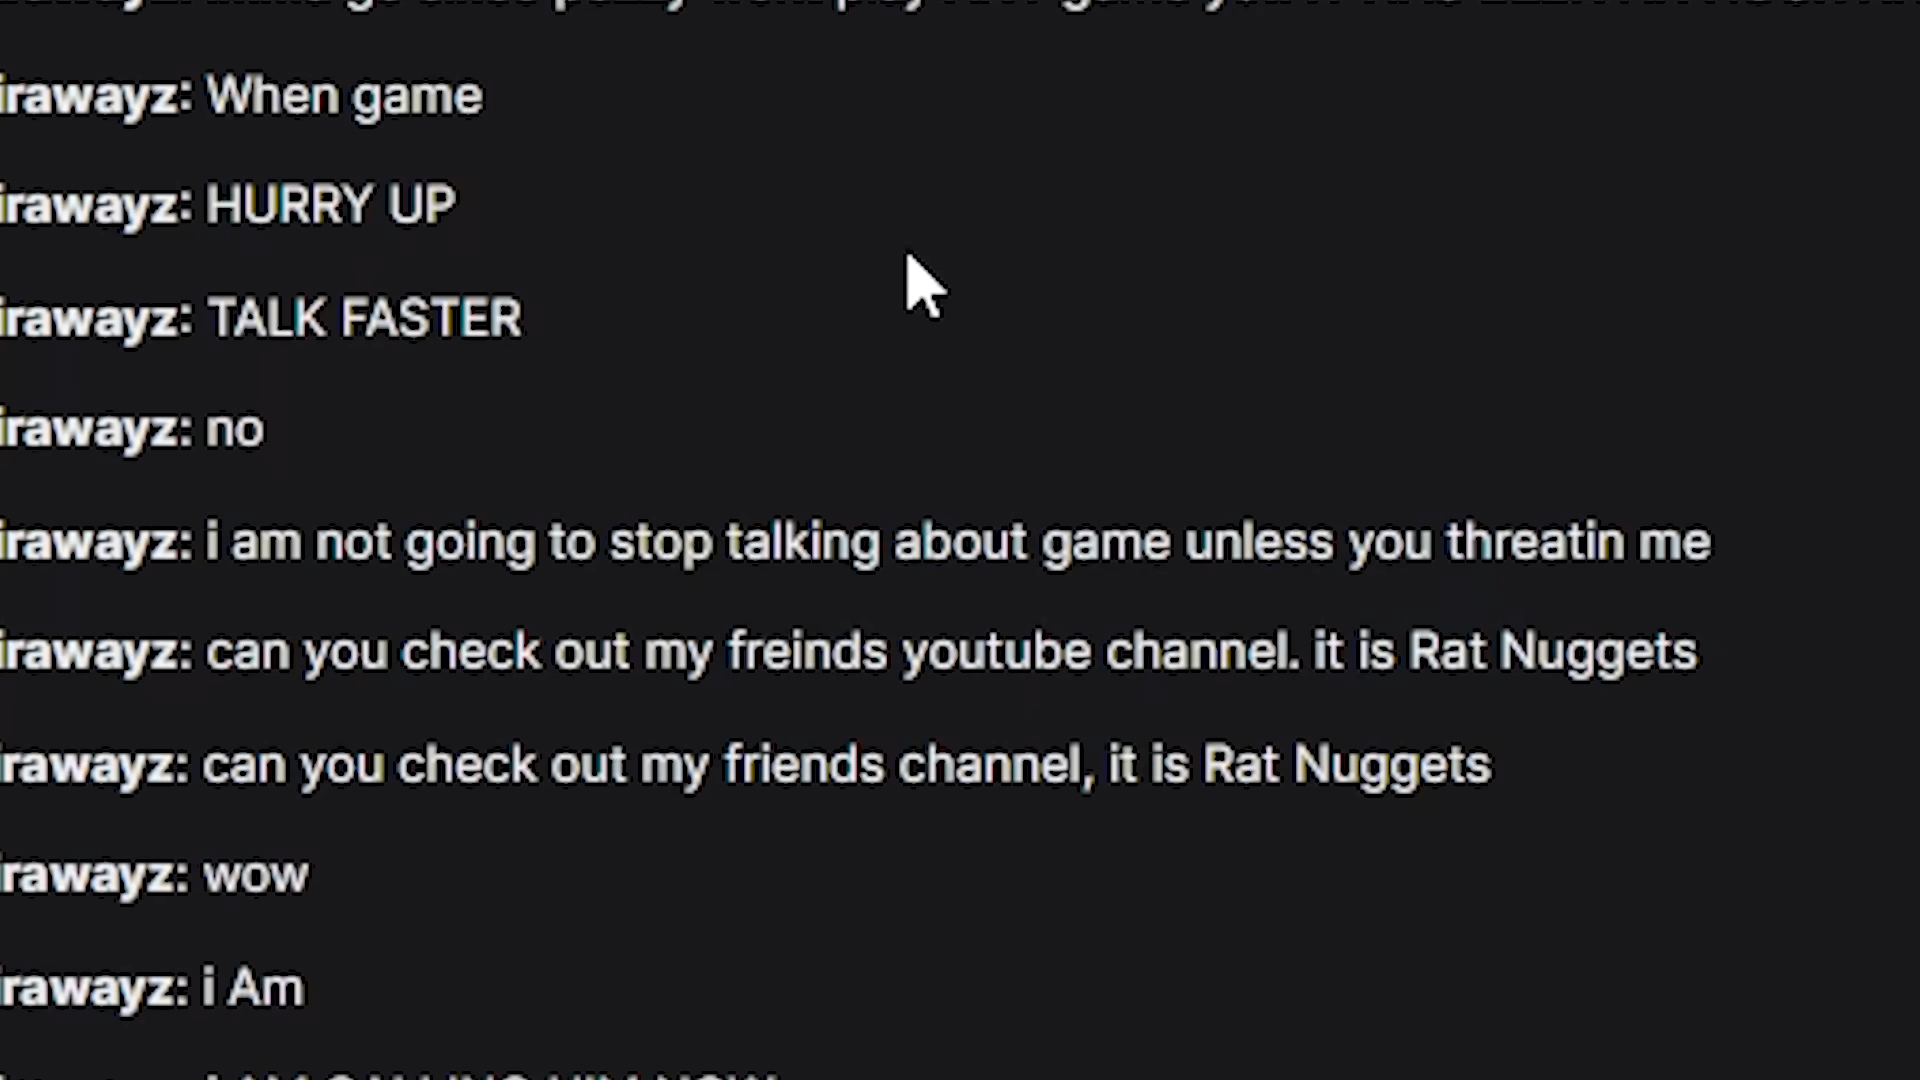 irawayz: When game
irawayz: HURRY UP
irawayz: TALK FASTER
irawayz: no
irawayz: i am not going to stop talking about game unless you threatin me
irawayz: can you check out my freinds youtube channel. it is Rat Nuggets
irawayz: can you check out my friends channel, it is Rat Nuggets
irawayz: wow
irawayz: i Am